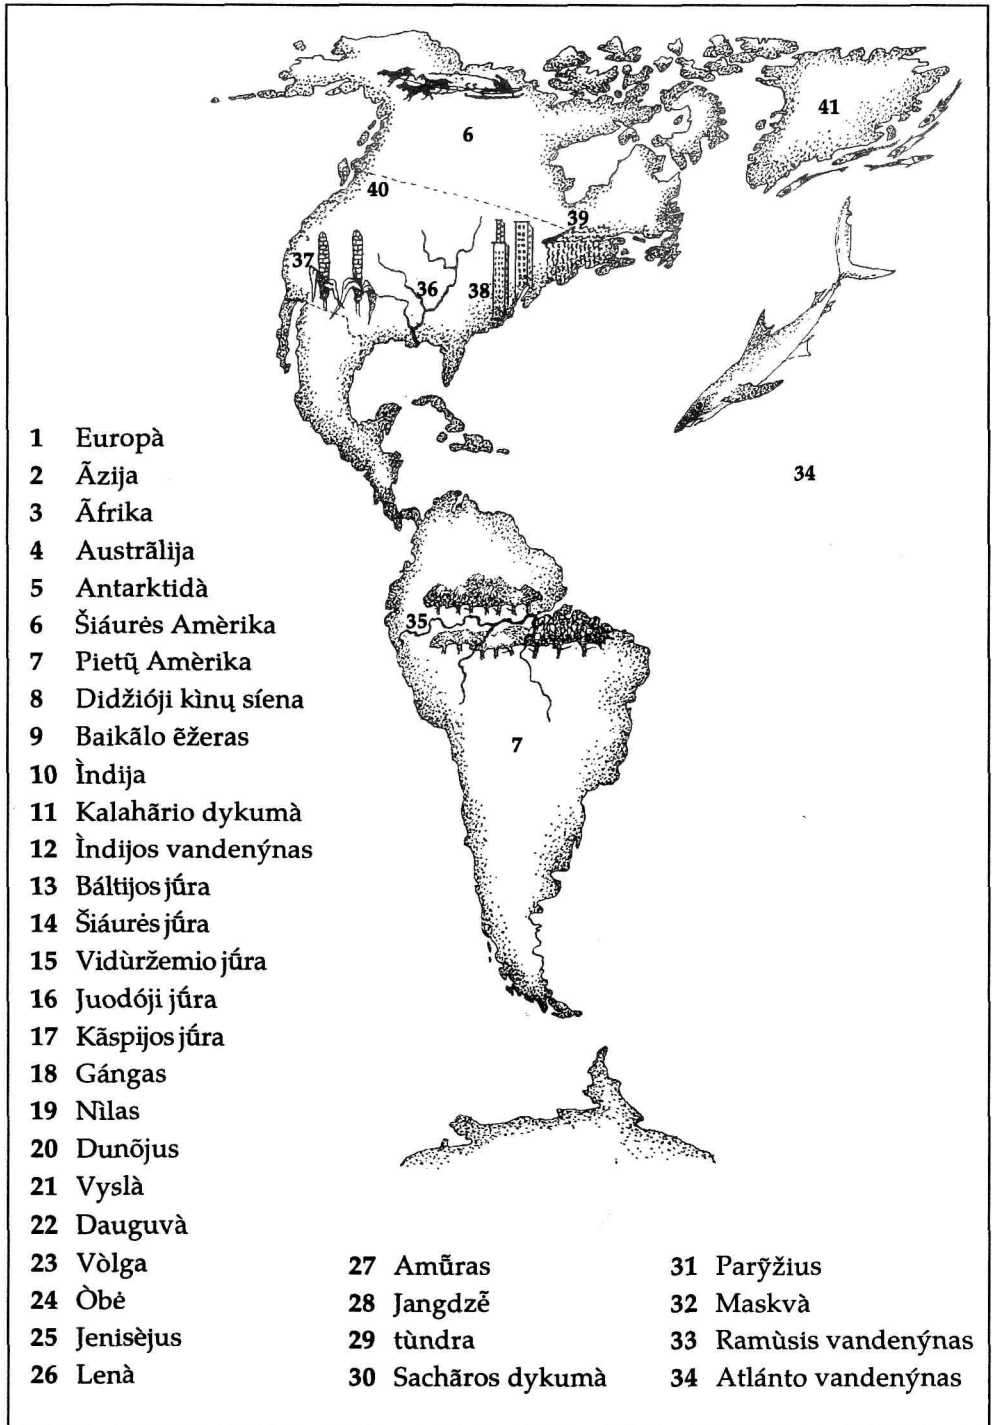 41
6
40
39
37
36
38
34
35
7
1 Europà
2 Ãzija
3 Ãfrika
4 Austrãlija
5 Antarktidà
6 Šiáurės Amèrika
7 Pietų̃ Amèrika
8 Didžióji kìnų síena
9 Baikãlo ẽžeras
10 Ìndija
11 Kalahãrio dykumà
12 Ìndijos vandenýnas
13 Báltijos jū́ra
14 Šiáurės jū́ra
15 Vidùržemio jū́ra
16 Juodóji jū́ra
17 Kãspijos jū́ra
18 Gángas
19 Nìlas
20 Dunõjus
21 Vyslà
22 Dauguvà
23 Vòlga
24 Òbė
25 Jenisèjus
26 Lenà
27 Amū̃ras
28 Jangdzė̃
29 tùndra
30 Sachãros dykumà
31 Parỹžius
32 Maskvà
33 Ramùsis vandenýnas
34 Atlánto vandenýnas